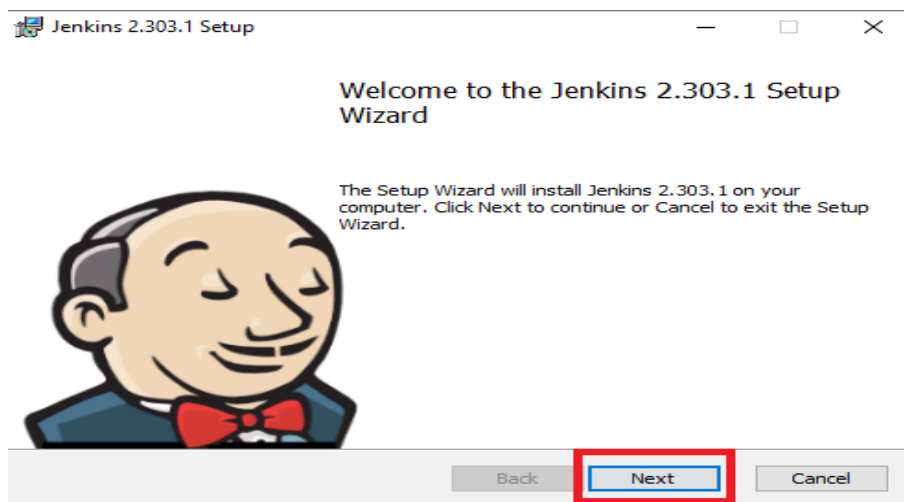 Jenkins 2.303.1 Setup
Welcome to the Jenkins 2.303.1 Setup
Wizard
The Setup Wizard will install Jenkins 2.303.1 on your
computer. Click Next to continue or Cancel to exit the Setup
Wizard.
Back Next Cancel